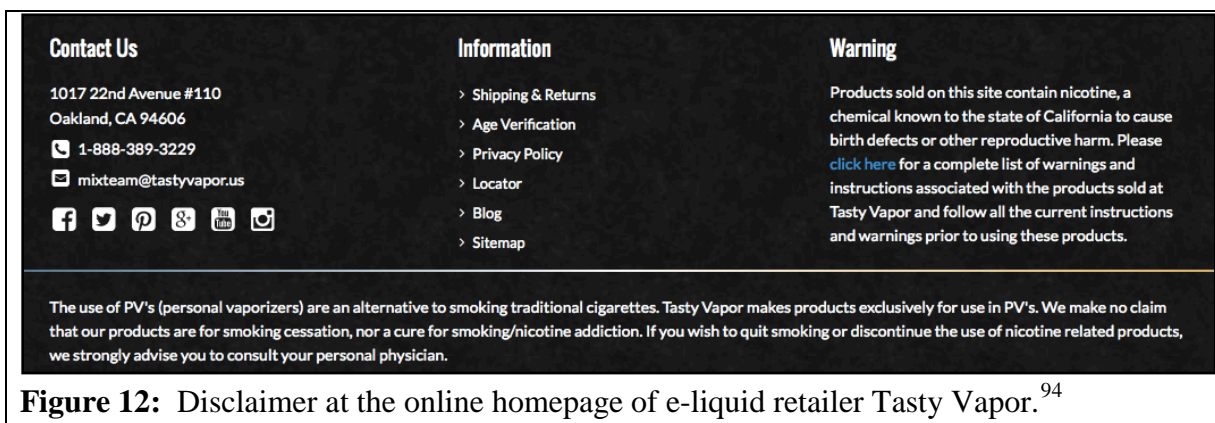 Contact Us
1017 22nd Avenue #110
Oakland, CA 94606
1-888-389-3229
mixteam@tastyvapor.us
Information
> Shipping & Returns
> Age Verification
> Privacy Policy
> Locator
> Blog
> Sitemap
Warning
Products sold on this site contain nicotine, a
chemical known to the state of California to cause
birth defects or other reproductive harm. Please
click here for a complete list of warnings and
instructions associated with the products sold at
Tasty Vapor and follow all the current instructions
and warnings prior to using these products.
The use of PV's (personal vaporizers) are an alternative to smoking traditional cigarettes. Tasty Vapor makes products exclusively for use in PV's. We make no claim
that our products are for smoking cessation, nor a cure for smoking/nicotine addiction. If you wish to quit smoking or discontinue the use of nicotine related products,
we strongly advise you to consult your personal physician.
Figure 12: Disclaimer at the online homepage of e-liquid retailer Tasty Vapor.94